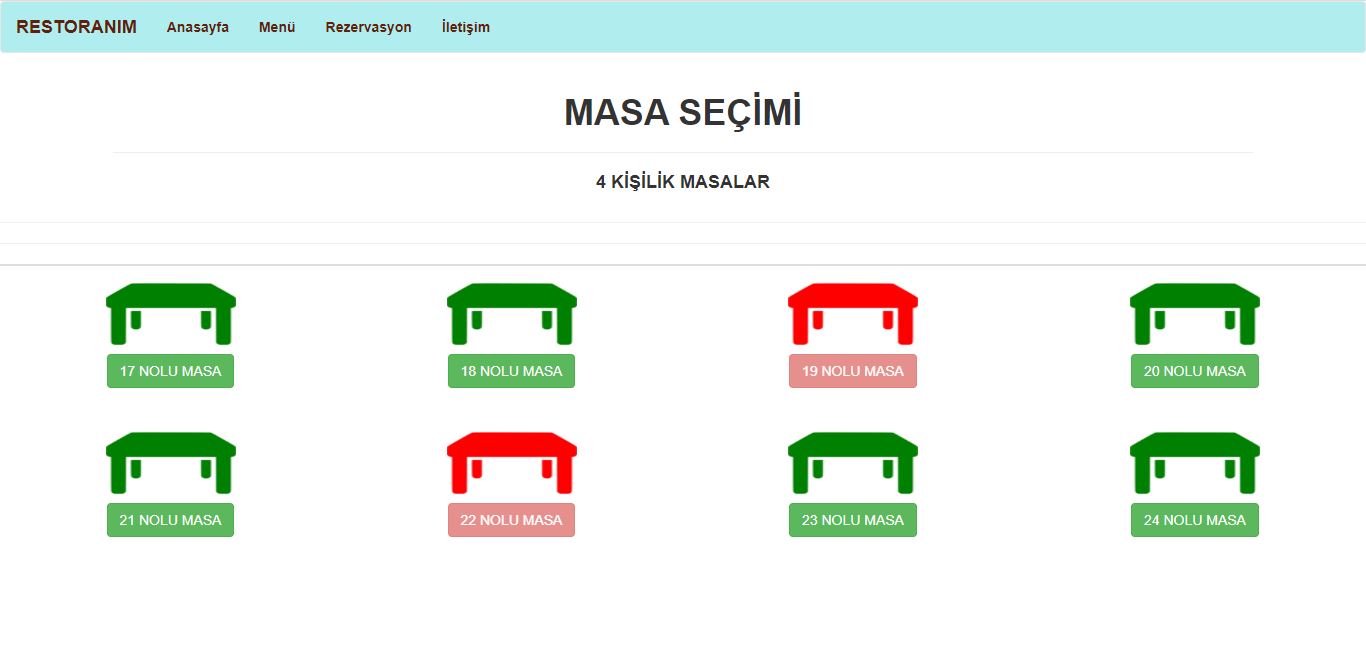 RESTORANIM Anasayfa Menü Rezervasyon İletişim
MASA SEÇİMİ
4 KİŞİLİK MASALAR
17 NOLU MASA 18 NOLU MASA 19 NOLU MASA 20 NOLU MASA
21 NOLU MASA 22 NOLU MASA 23 NOLU MASA 24 NOLU MASA